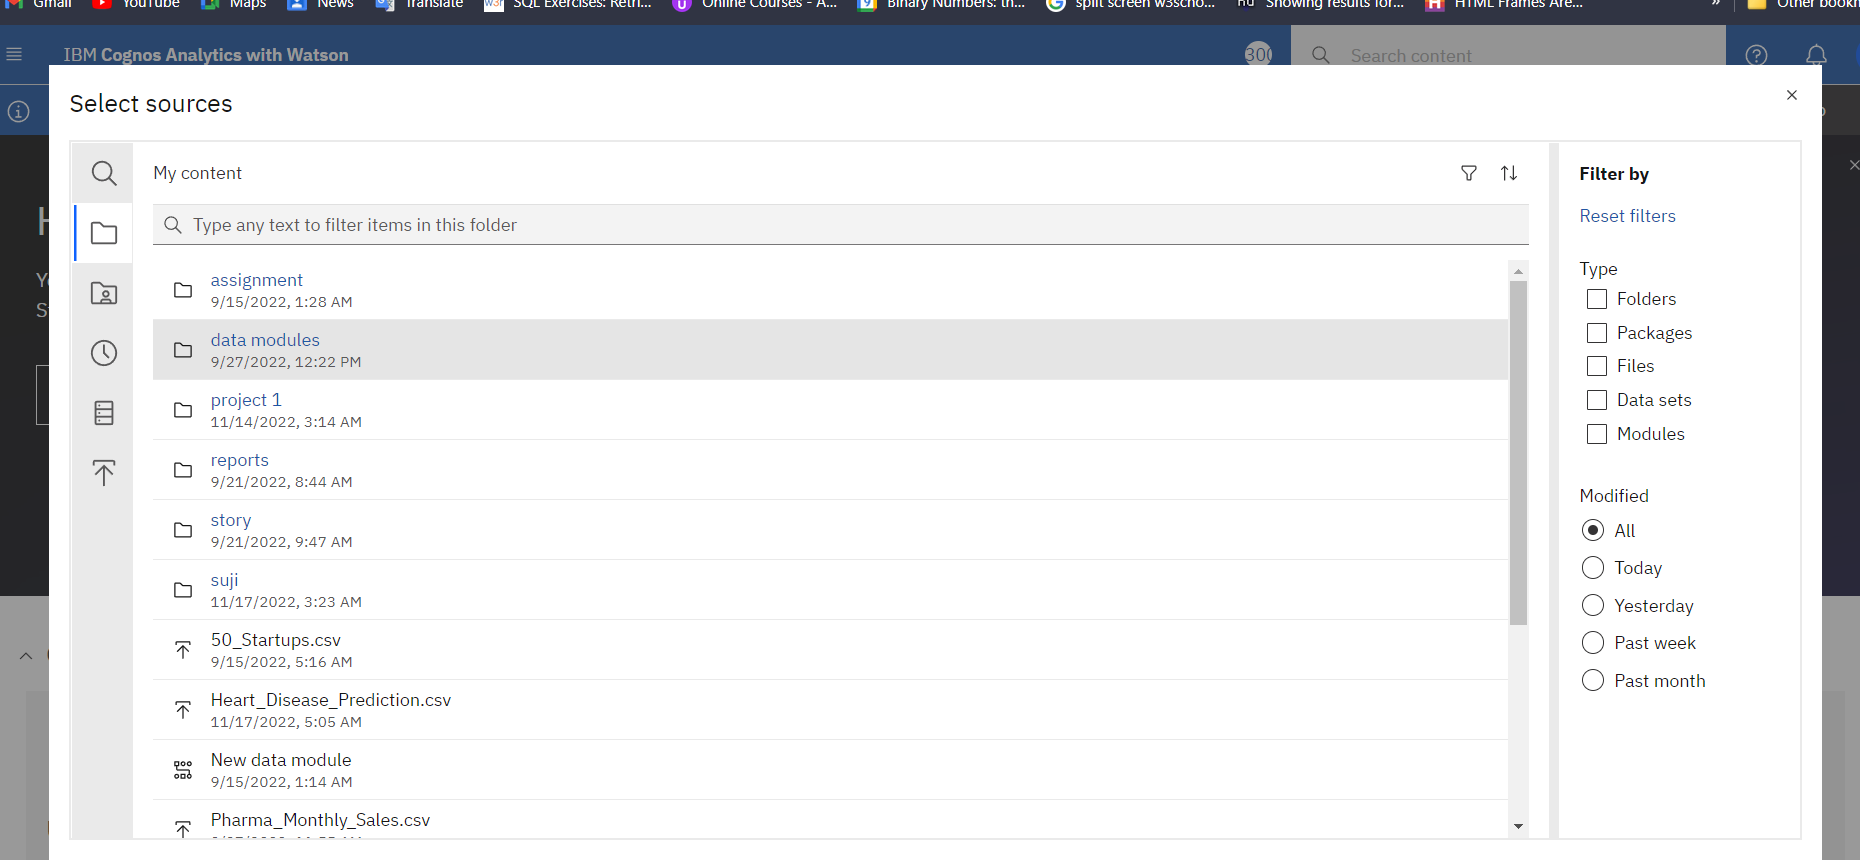 Gmail YouTube Maps News Translate SQL Exercises: Retri... Online Courses - A... Binary Numbers: th... split screen w3scho... Showing results for... HTML Frames Are... »
IBM Cognos Analytics with Watson
Search content
Select sources
My content
Type any text to filter items in this folder
assignment
9/15/2022, 1:28 AM
data modules
9/27/2022, 12:22 PM
project 1
11/14/2022, 3:14 AM
reports
9/21/2022, 8:44 AM
story
9/21/2022, 9:47 AM
suji
11/17/2022, 3:23 AM
50_Startups.csv
9/15/2022, 5:16 AM
Heart_Disease_Prediction.csv
11/17/2022, 5:05 AM
New data module
9/15/2022, 1:14 AM
Pharma_Monthly_Sales.csv
Filter by
Reset filters
Type
Folders
Packages
Files
Data sets
Modules
Modified
All
Today
Yesterday
Past week
Past month